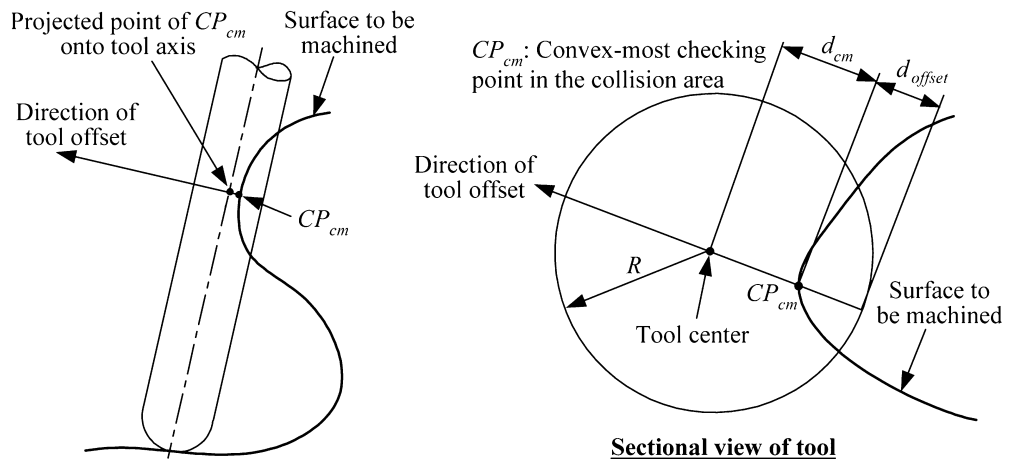 Projected point of CPcm
onto tool axis
Surface to be
machined
Direction of
tool offset
CPcm
CPcm: Convex-most checking
point in the collision area
dcm
doffset
Direction of
tool offset
R
CPcm
Tool center
Surface to
be machined
Sectional view of tool